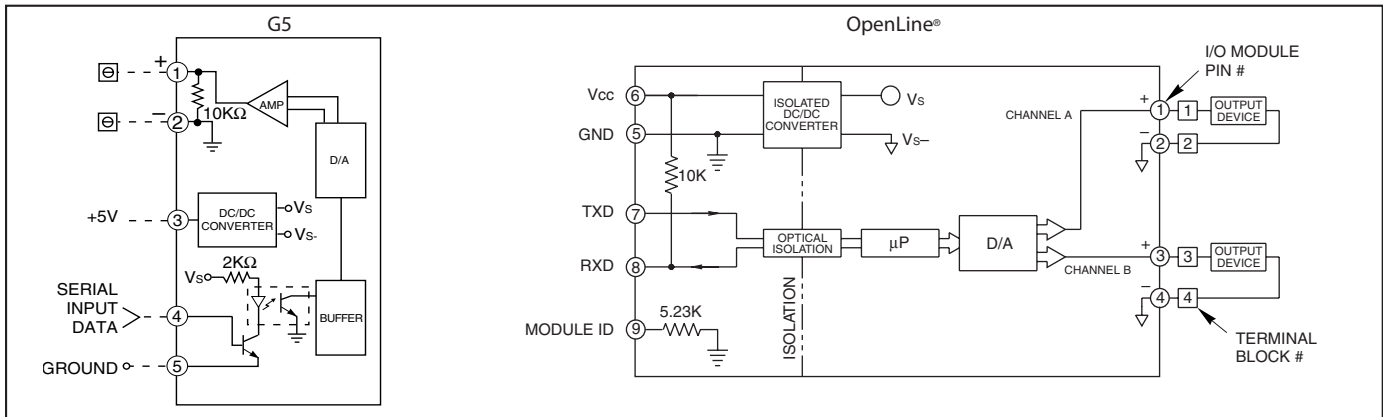 G5
+
1
10KΩ
AMP
−
2
D/A
+5V
3
DC/DC
CONVERTER
VS
VS-
2KΩ
VS
SERIAL
INPUT
DATA
4
BUFFER
GROUND
5
OpenLine®
I/O MODULE
PIN #
Vcc
6
ISOLATED
DC/DC
CONVERTER
VS
CHANNEL A
+
1
1
OUTPUT
DEVICE
GND
5
VS–
−
2
2
10K
TXD
7
OPTICAL
ISOLATION
µP
D/A
RXD
8
CHANNEL B
+
3
3
OUTPUT
DEVICE
−
4
4
MODULE ID
9
5.23K
ISOLATION
TERMINAL
BLOCK #